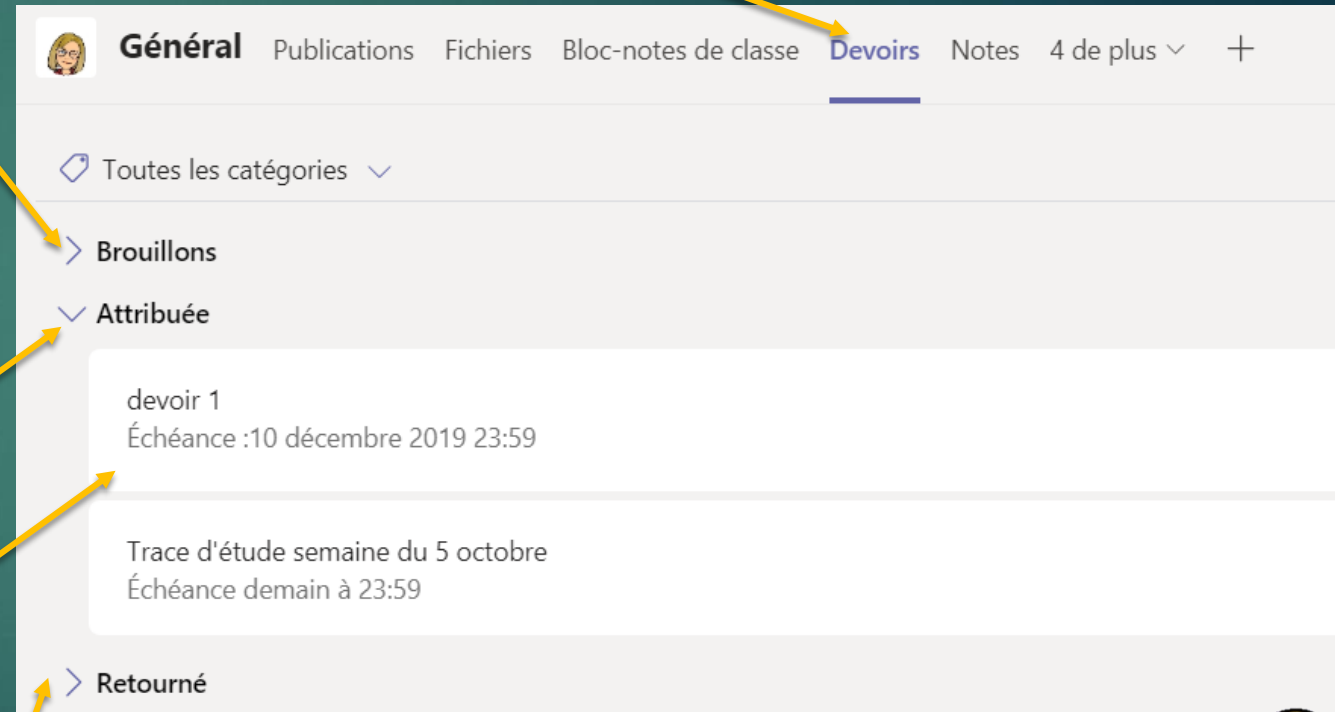 Général Publications Fichiers Bloc-notes de classe Devoirs Notes 4 de plus
Toutes les catégories
Brouillons
Attribuée
devoir 1
Échéance :10 décembre 2019 23:59
Trace d'étude semaine du 5 octobre
Échéance demain à 23:59
Retourné